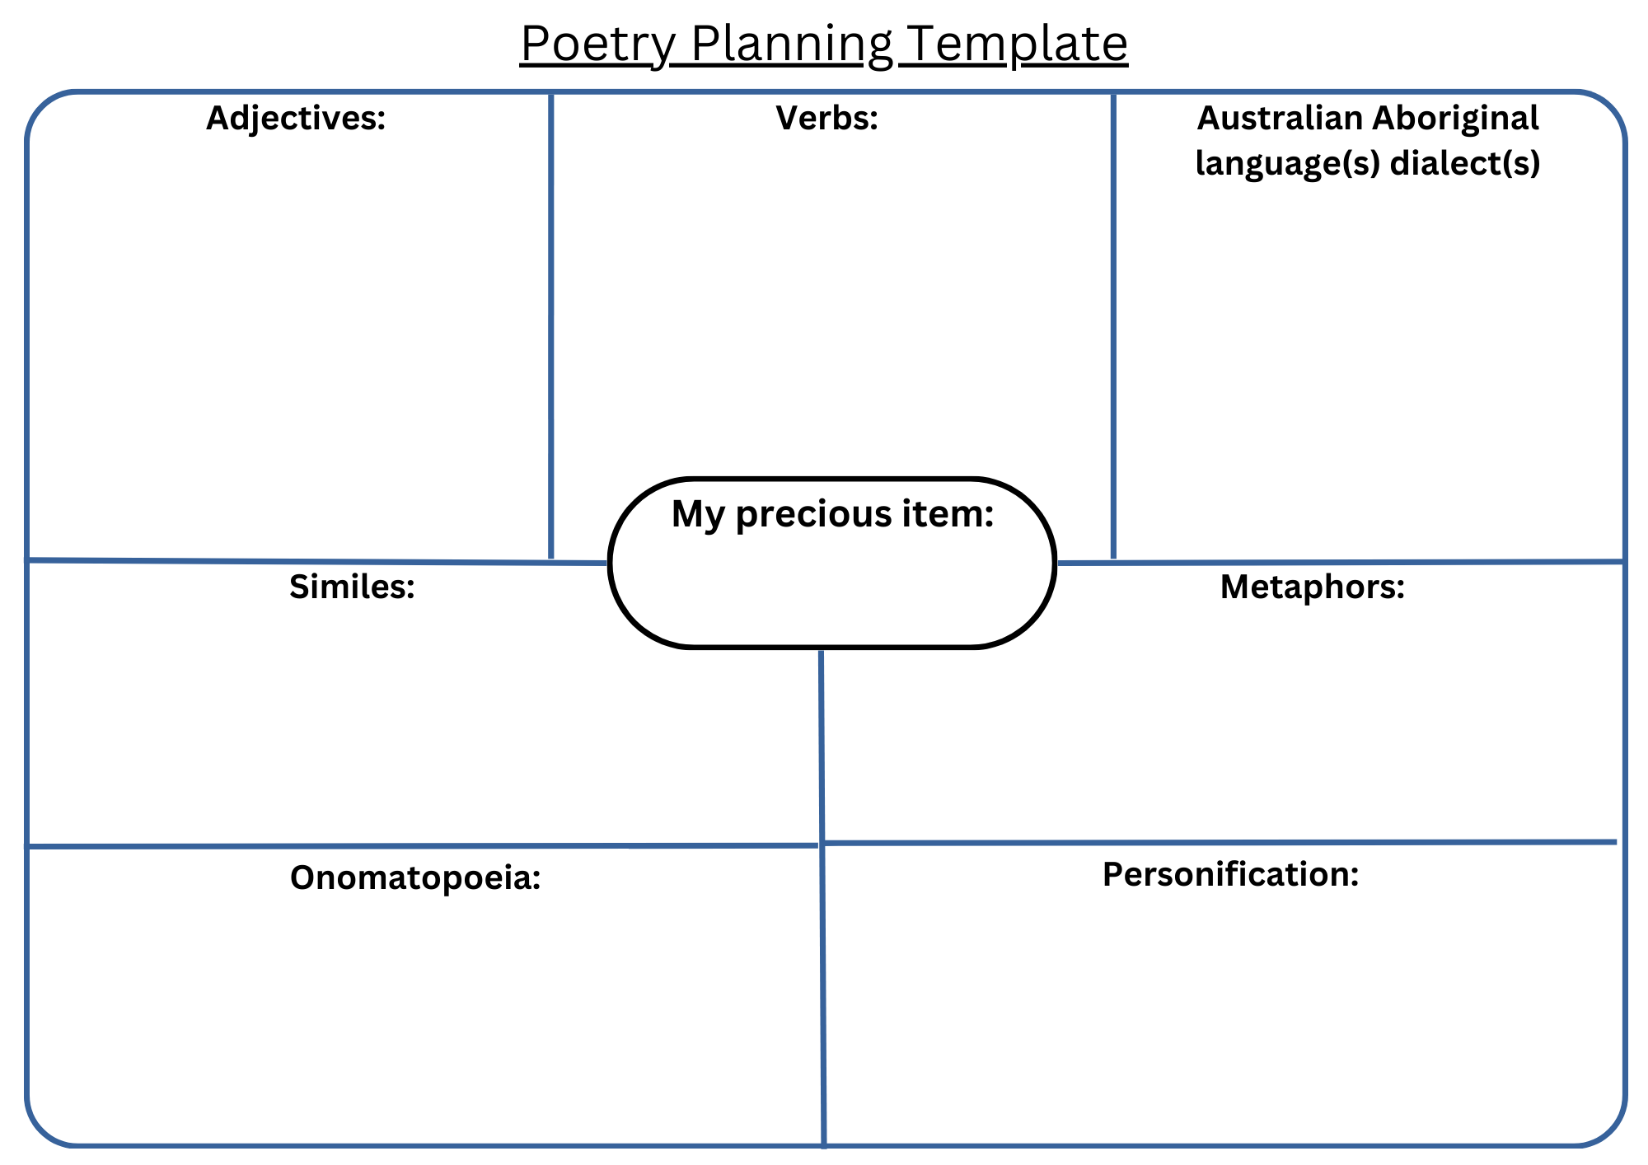 Poetry Planning Template
Adjectives:
Verbs:
Australian Aboriginal
language(s) dialect(s)
My precious item:
Similes:
Metaphors:
Onomatopoeia:
Personification: